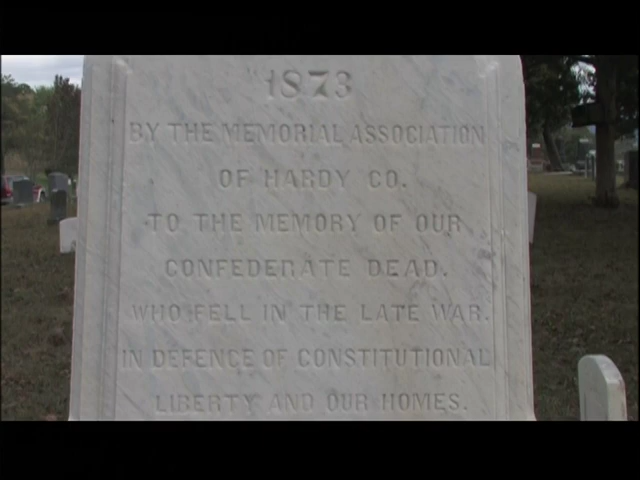 1873
BY THE MEMORIAL ASSOCIATION
OF HARDY CO.
TO THE MEMORY OF OUR
CONFEDERATE DEAD.
WHO FELL IN THE LATE WAR.
IN DEFENCE OF CONSTITUTIONAL
LIBERTY AND OUR HOMES.